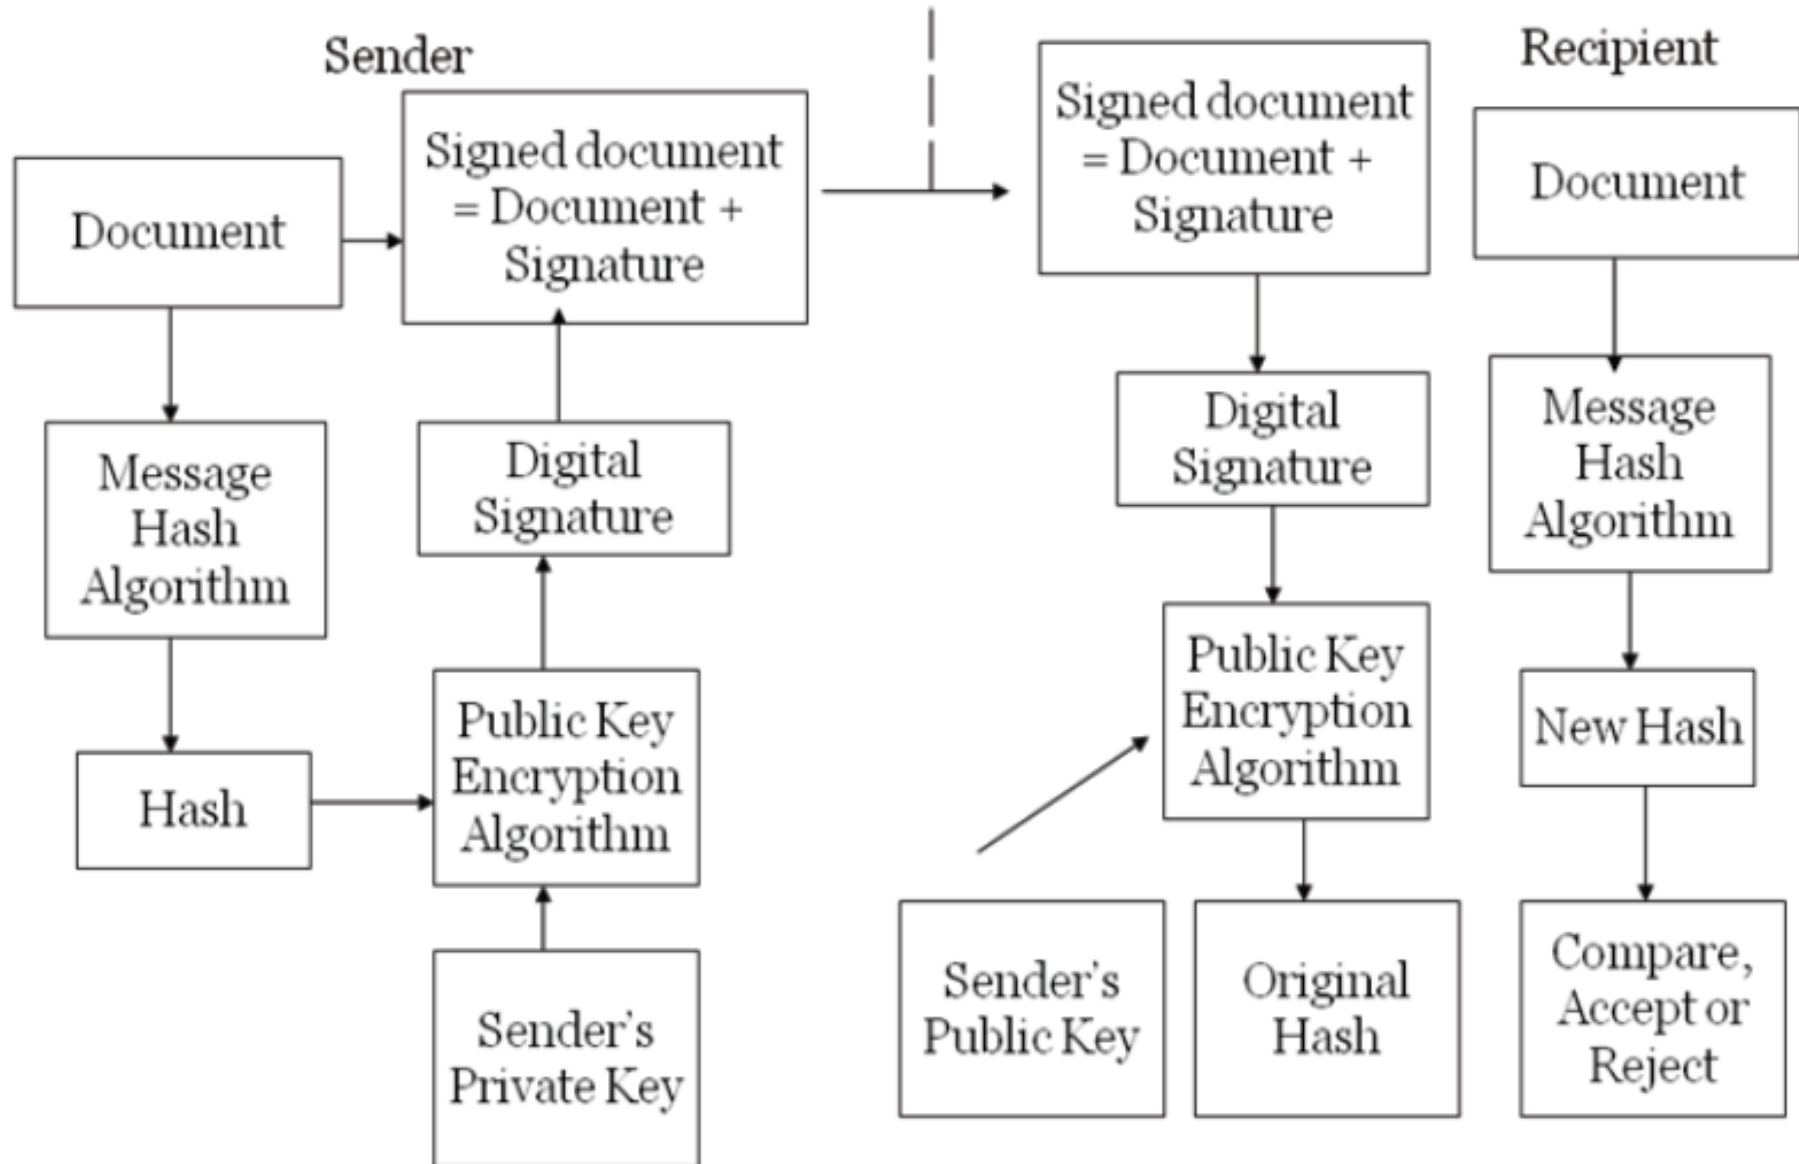 Sender
Document
Signed document
= Document +
Signature
Message
Hash
Algorithm
Digital
Signature
Hash
Public Key
Encryption
Algorithm
Sender's
Private Key
Recipient
Signed document
= Document +
Signature
Document
Digital
Signature
Message
Hash
Algorithm
Public Key
Encryption
Algorithm
New Hash
Sender's
Public Key
Original
Hash
Compare,
Accept or
Reject